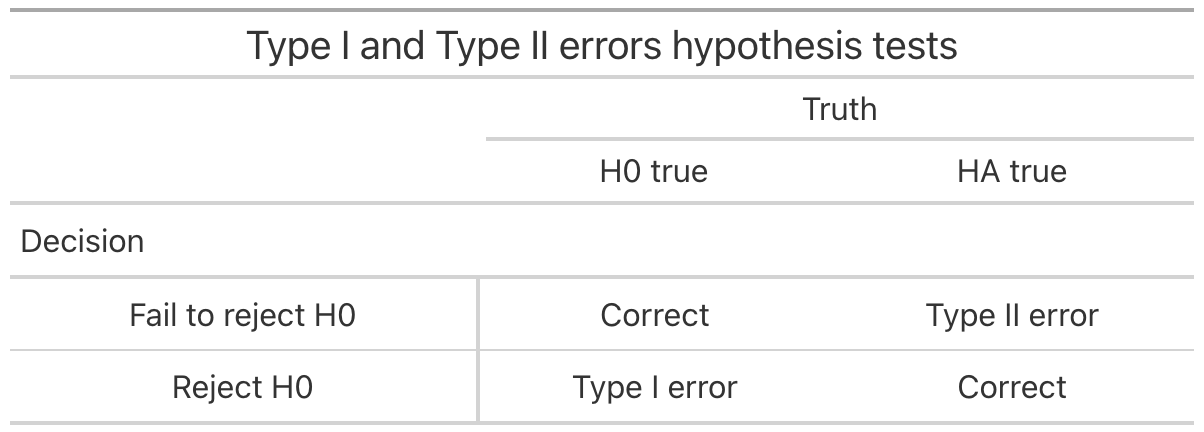 Type I and Type II errors hypothesis tests
Truth
H0 true HA true
Decision
Fail to reject H0 Correct Type II error
Reject H0 Type I error Correct